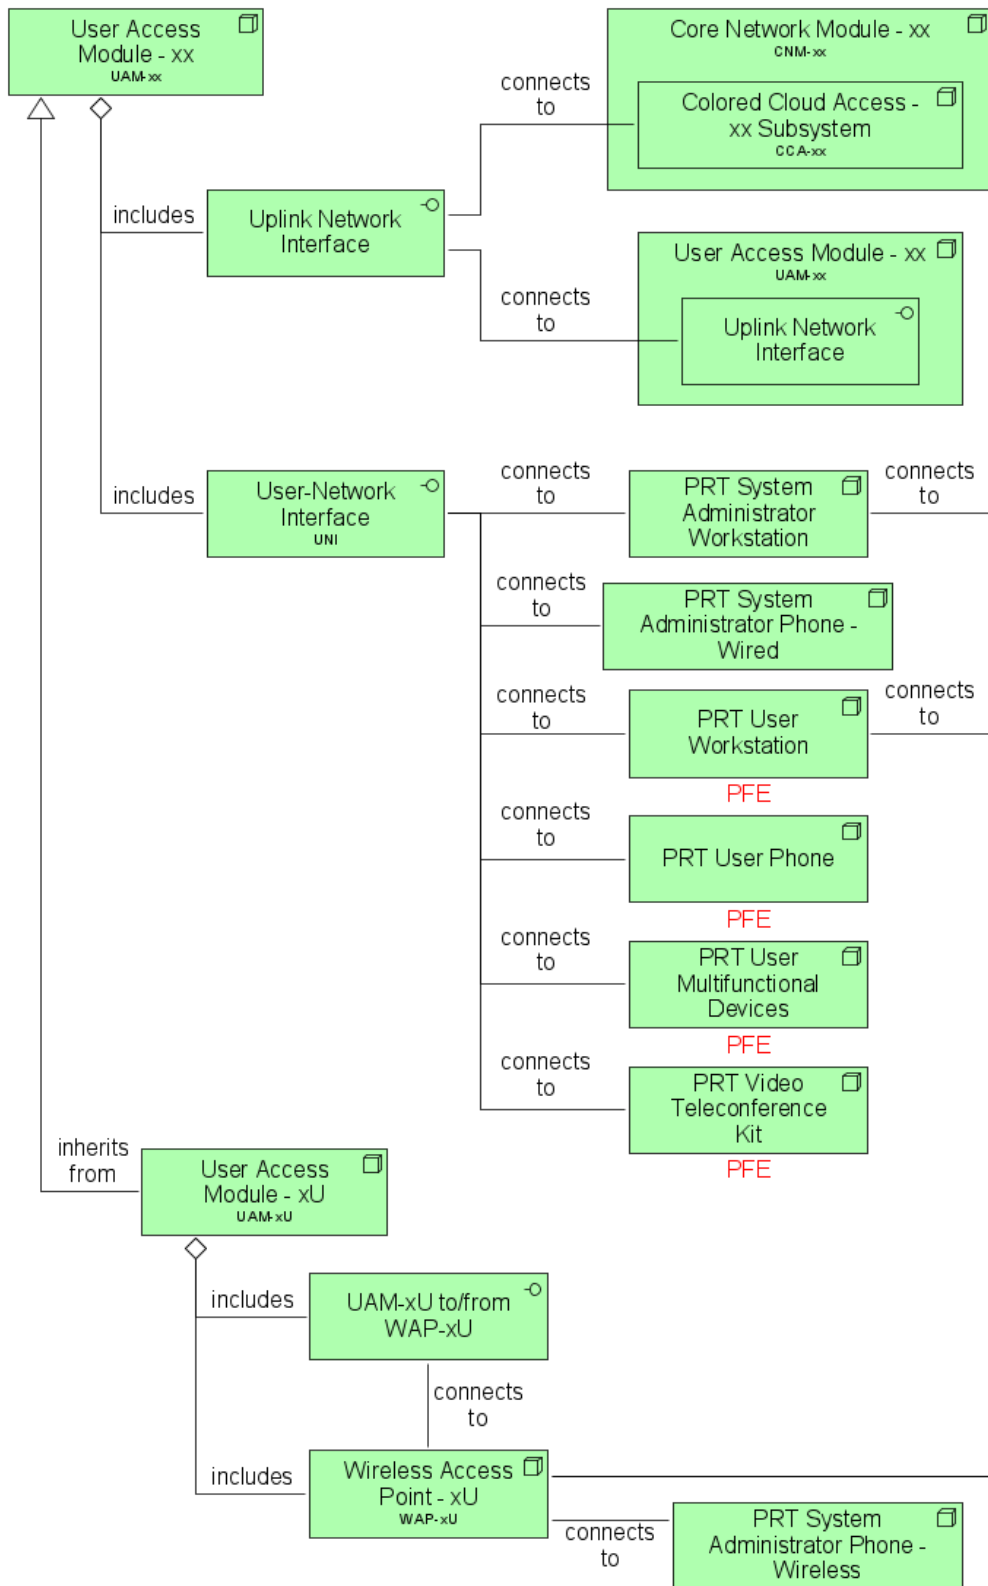 User Access
Module - xx
UAM-xx
Core Network Module - xx
CNM-xx
connects
to
Colored Cloud Access -
xx Subsystem
CCA-xx
includes
Uplink Network
Interface
User Access Module - xx
UAM-xx
connects
to
Uplink Network
Interface
includes
User-Network
Interface
UNI
connects
to
PRT System
Administrator
Workstation
connects
to
connects
to
PRT System
Administrator Phone -
Wired
connects
to
PRT User
Workstation
connects
to
PFE
connects
to
PRT User Phone
PFE
connects
to
PRT User
Multifunctional
Devices
PFE
connects
to
PRT Video
Teleconference
Kit
PFE
inherits
from
User Access
Module - xU
UAM-xU
includes
UAM-xU to/from
WAP-xU
connects
to
includes
Wireless Access
Point - xU
WAP-xU
connects
to
PRT System
Administrator Phone -
Wireless